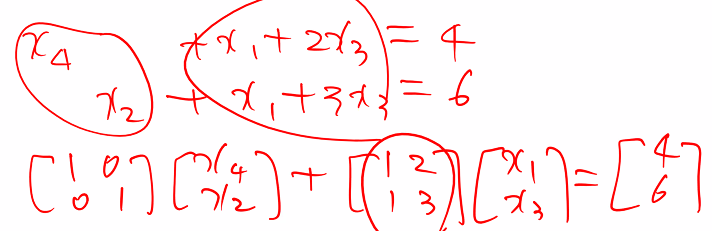 x₄ + x₁ + 2x₃ = 4
x₂ + x₁ + 3x₃ = 6
[1 0; 0 1] [x₄; x₂] + [1 2; 1 3] [x₁; x₃] = [4; 6]